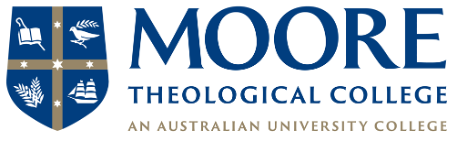 MOORE
THEOLOGICAL COLLEGE
AN AUSTRALIAN UNIVERSITY COLLEGE